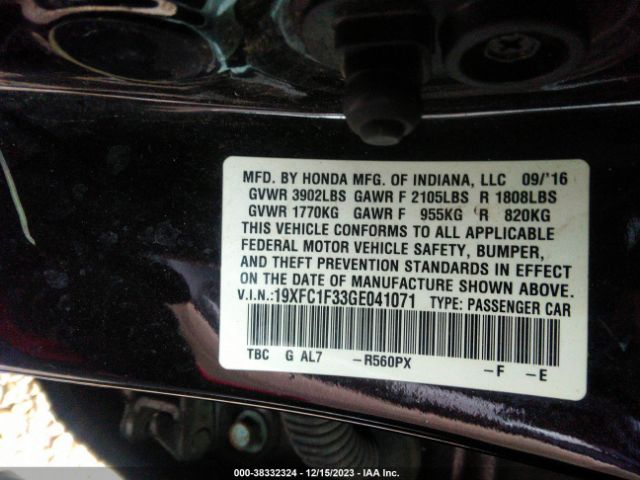 MFD. BY HONDA MFG. OF INDIANA, LLC 09/'16
GVWR 3902LBS GAWR F 2105LBS R 1808LBS
GVWR 1770KG GAWR F 955KG R 820KG
THIS VEHICLE CONFORMS TO ALL APPLICABLE
FEDERAL MOTOR VEHICLE SAFETY, BUMPER,
AND THEFT PREVENTION STANDARDS IN EFFECT
ON THE DATE OF MANUFACTURE SHOWN ABOVE.
V.I.N.:19XFC1F33GE041071 TYPE: PASSENGER CAR
TBC G AL7 -R560PX -F -E
000-38332324 - 12/15/2023 - IAA Inc.